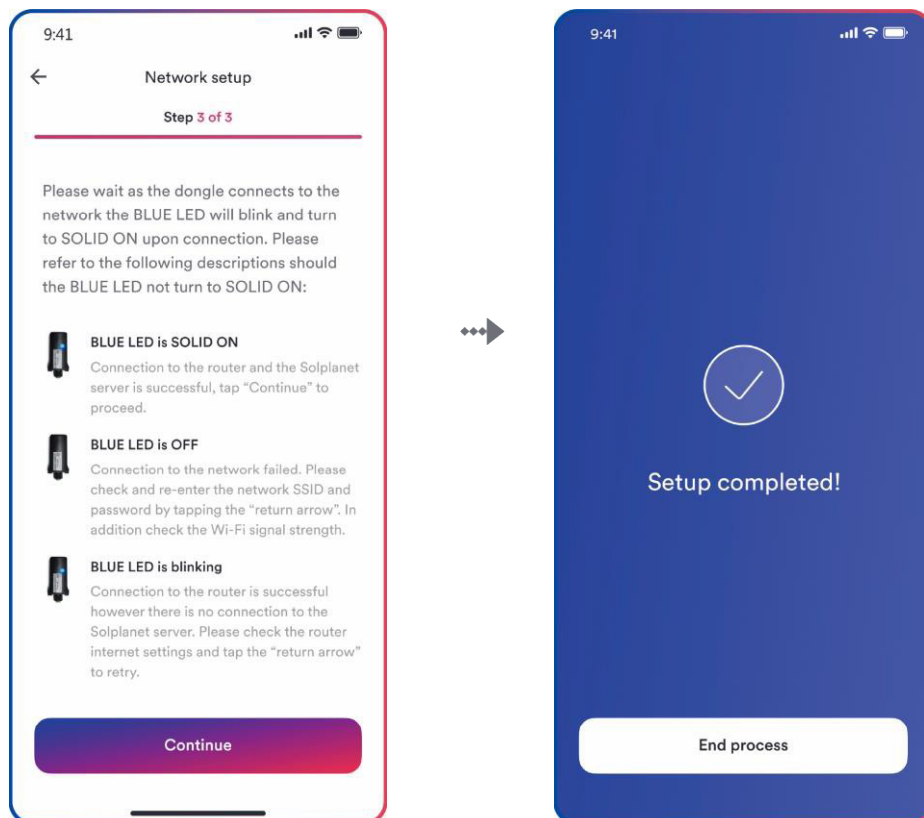 9:41
Network setup
Step 3 of 3
Please wait as the dongle connects to the
network the BLUE LED will blink and turn
to SOLID ON upon connection. Please
refer to the following descriptions should
the BLUE LED not turn to SOLID ON:
BLUE LED is SOLID ON
Connection to the router and the Solplanet
server is successful, tap “Continue” to
proceed.
BLUE LED is OFF
Connection to the network failed. Please
check and re-enter the network SSID and
password by tapping the “return arrow”. In
addition check the Wi-Fi signal strength.
BLUE LED is blinking
Connection to the router is successful
however there is no connection to the
Solplanet server. Please check the router
internet settings and tap the “return arrow”
to retry.
Continue
9:41
Setup completed!
End process